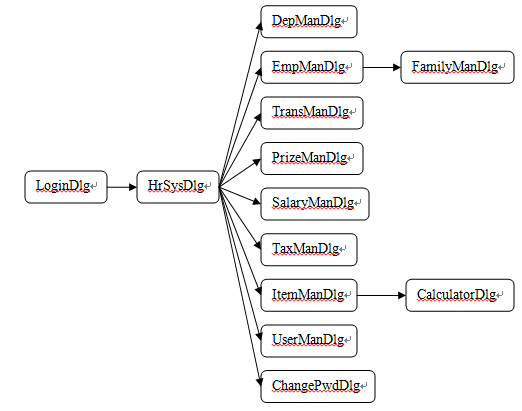 DepManDlg
EmpManDlg
FamilyManDlg
TransManDlg
PrizeManDlg
LoginDlg
HrSysDlg
SalaryManDlg
TaxManDlg
ItemManDlg
CalculatorDlg
UserManDlg
ChangePwdDlg